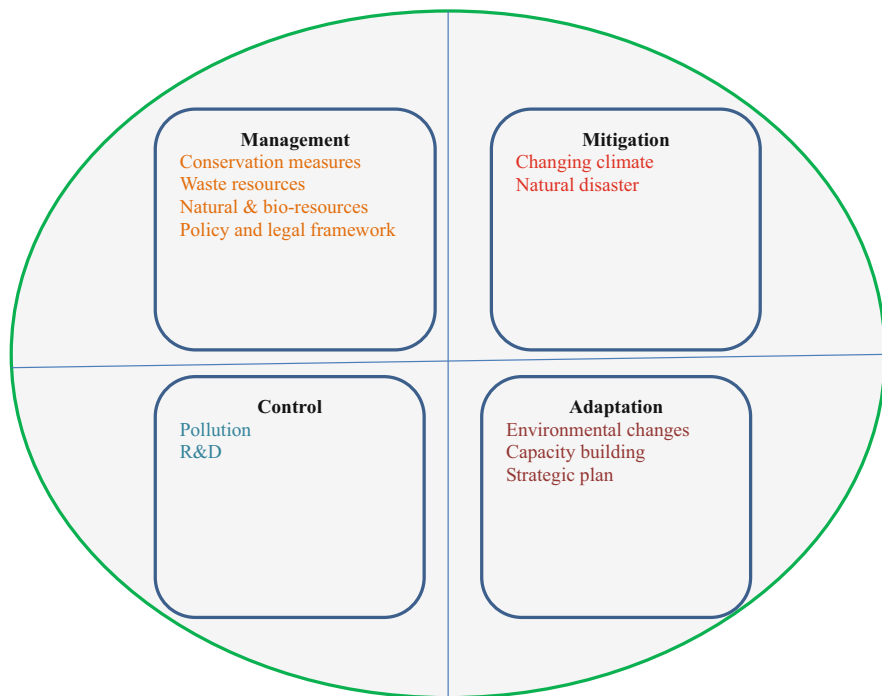 Management
Conservation measures
Waste resources
Natural & bio-resources
Policy and legal framework
Mitigation
Changing climate
Natural disaster
Control
Pollution
R&D
Adaptation
Environmental changes
Capacity building
Strategic plan